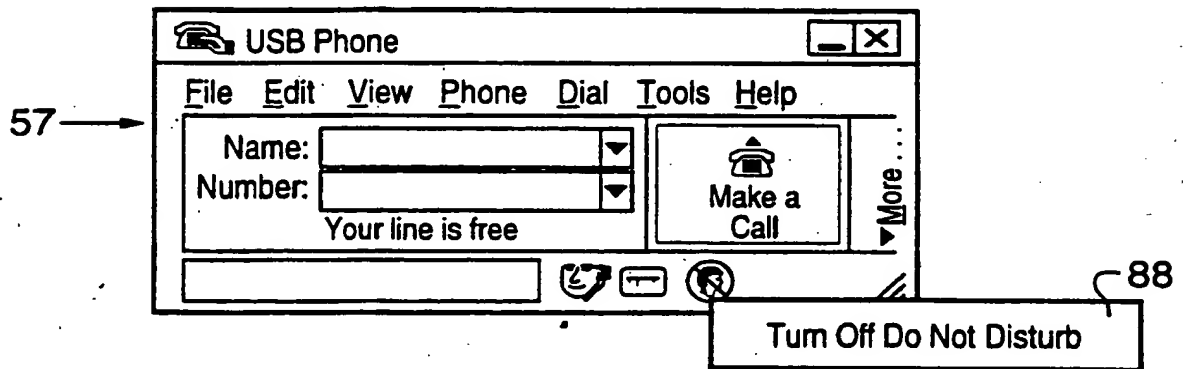 USB Phone
File Edit View Phone Dial Tools Help
57
Name:
Number:
Your line is free
Make a
Call
More...
88
Turn Off Do Not Disturb